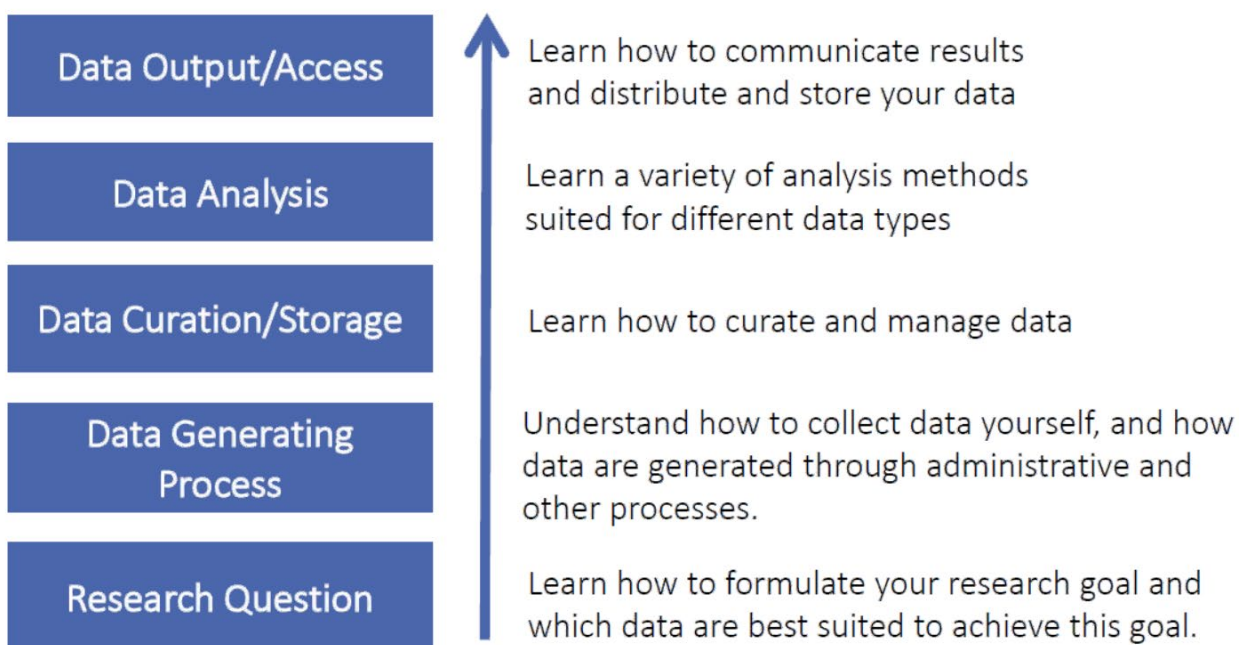 Data Output/Access
Learn how to communicate results
and distribute and store your data
Data Analysis
Learn a variety of analysis methods
suited for different data types
Data Curation/Storage
Learn how to curate and manage data
Data Generating
Process
Understand how to collect data yourself, and how
data are generated through administrative and
other processes.
Research Question
Learn how to formulate your research goal and
which data are best suited to achieve this goal.